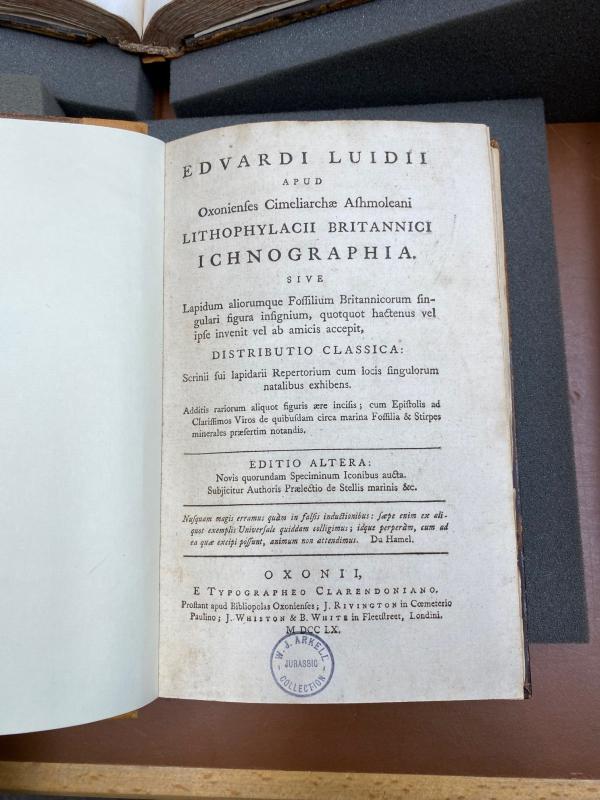 EDVARDI LUIDII
APUD
Oxonienſes Cimeliarchæ Aſhmoleani
LITHOPHYLACII BRITANNICI
ICHNOGRAPHIA.
SIVE
Lapidum aliorumque Foſſilium Britannicorum ſin-
gulari figura inſignium, quotquot hactenus vel
ipſe invenit vel ab amicis accepit,
DISTRIBUTIO CLASSICA:
Scrinii ſui lapidarii Repertorium cum locis ſingulorum
natalibus exhibens.
Additis rariorum aliquot figuris ære inciſis; cum Epiſtolis ad
Clariſſimos Viros de quibuſdam circa marina Foſſilia & Stirpes
minerales præſertim notandis.
EDITIO ALTERA:
Novis quorundam Speciminum Iconibus aucta.
Subjicitur Authoris Prælectio de Stellis marinis &c.
Nuſquam magis erramus quàm in falſis inductionibus: ſæpe enim ex ali-
quot exemplis Univerſale quiddam colligimus; idque perperàm, cum ad
ea quæ excipi poſſunt, animum non attendimus. Du Hamel.
OXONII,
E TYPOGRAPHEO CLARENDONIANO.
Proſtant apud Bibliopolas Oxonienſes; J. RIVINGTON in Cœmeterio
Paulino; J. WHISTON & B. WHITE in Fleetſtreet, Londini.
M DCC LX.
W. J. ARKELL
JURASSIC
COLLECTION